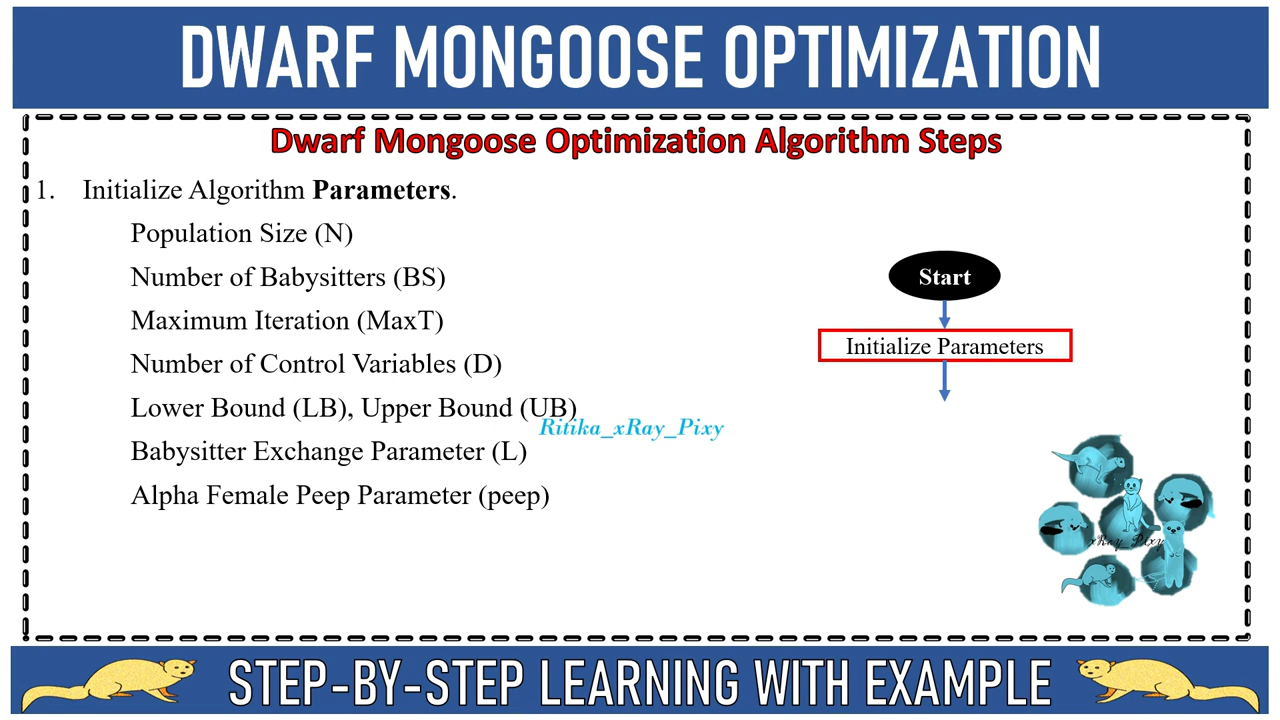 DWARF MONGOOSE OPTIMIZATION
Dwarf Mongoose Optimization Algorithm Steps
1. Initialize Algorithm Parameters.
Population Size (N)
Number of Babysitters (BS)
Maximum Iteration (MaxT)
Number of Control Variables (D)
Lower Bound (LB), Upper Bound (UB)
Ritika_xRay_Pixy
Babysitter Exchange Parameter (L)
Alpha Female Peep Parameter (peep)
Start
Initialize Parameters
xRay_Pixy
STEP-BY-STEP LEARNING WITH EXAMPLE